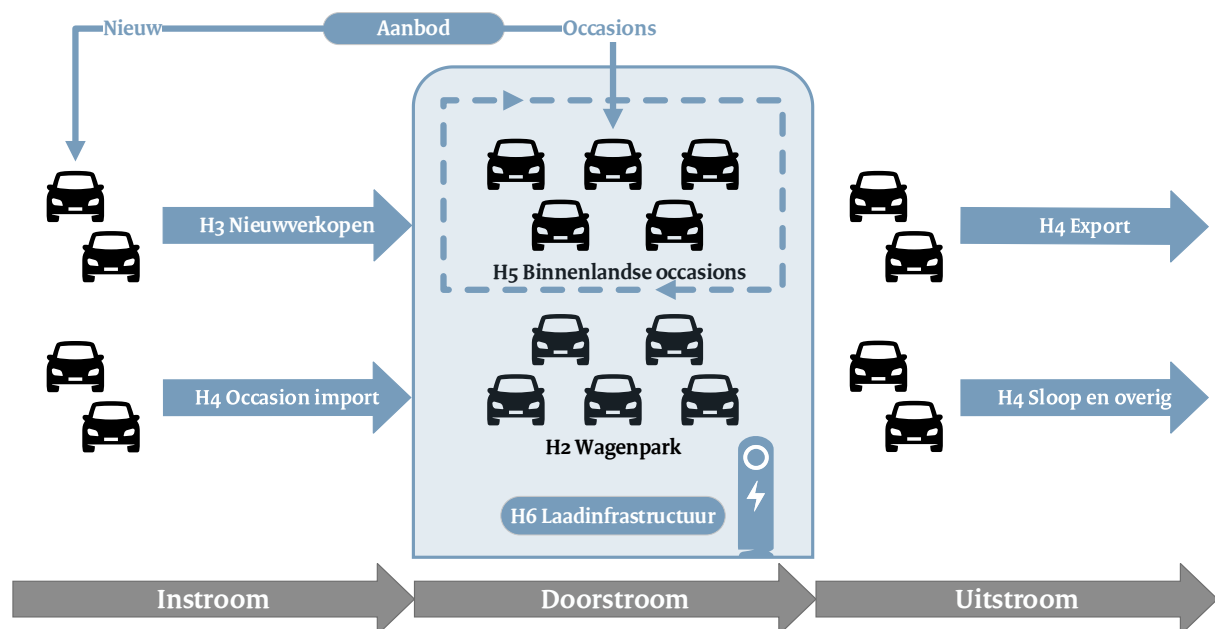 Nieuw
Aanbod
Occasions
H3 Nieuwverkopen
H5 Binnenlandse occasions
H4 Export
H4 Occasion import
H2 Wagenpark
H4 Sloop en overig
H6 Laadinfrastructuur
Instroom
Doorstroom
Uitstroom